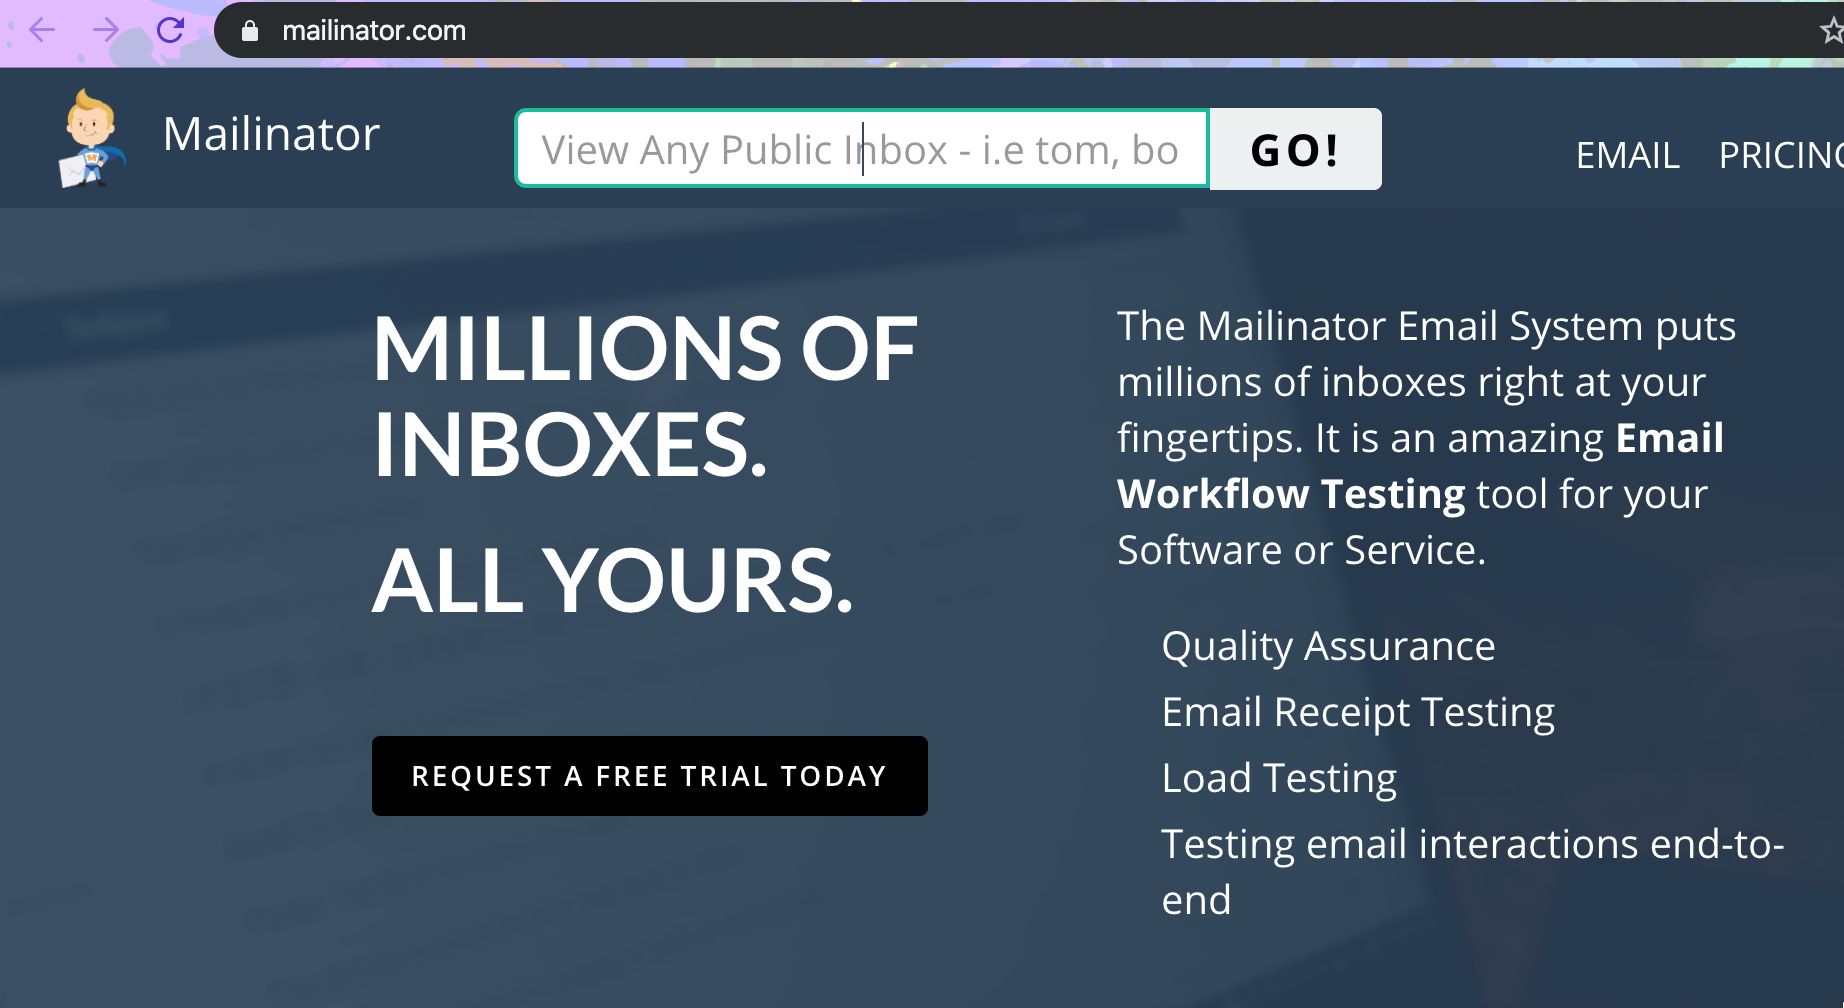 mailinator.com
Mailinator
View Any Public Inbox - i.e tom, bo
GO!
EMAIL
PRICING
MILLIONS OF
INBOXES.
ALL YOURS.
REQUEST A FREE TRIAL TODAY
The Mailinator Email System puts
millions of inboxes right at your
fingertips. It is an amazing Email
Workflow Testing tool for your
Software or Service.
Quality Assurance
Email Receipt Testing
Load Testing
Testing email interactions end-to-
end